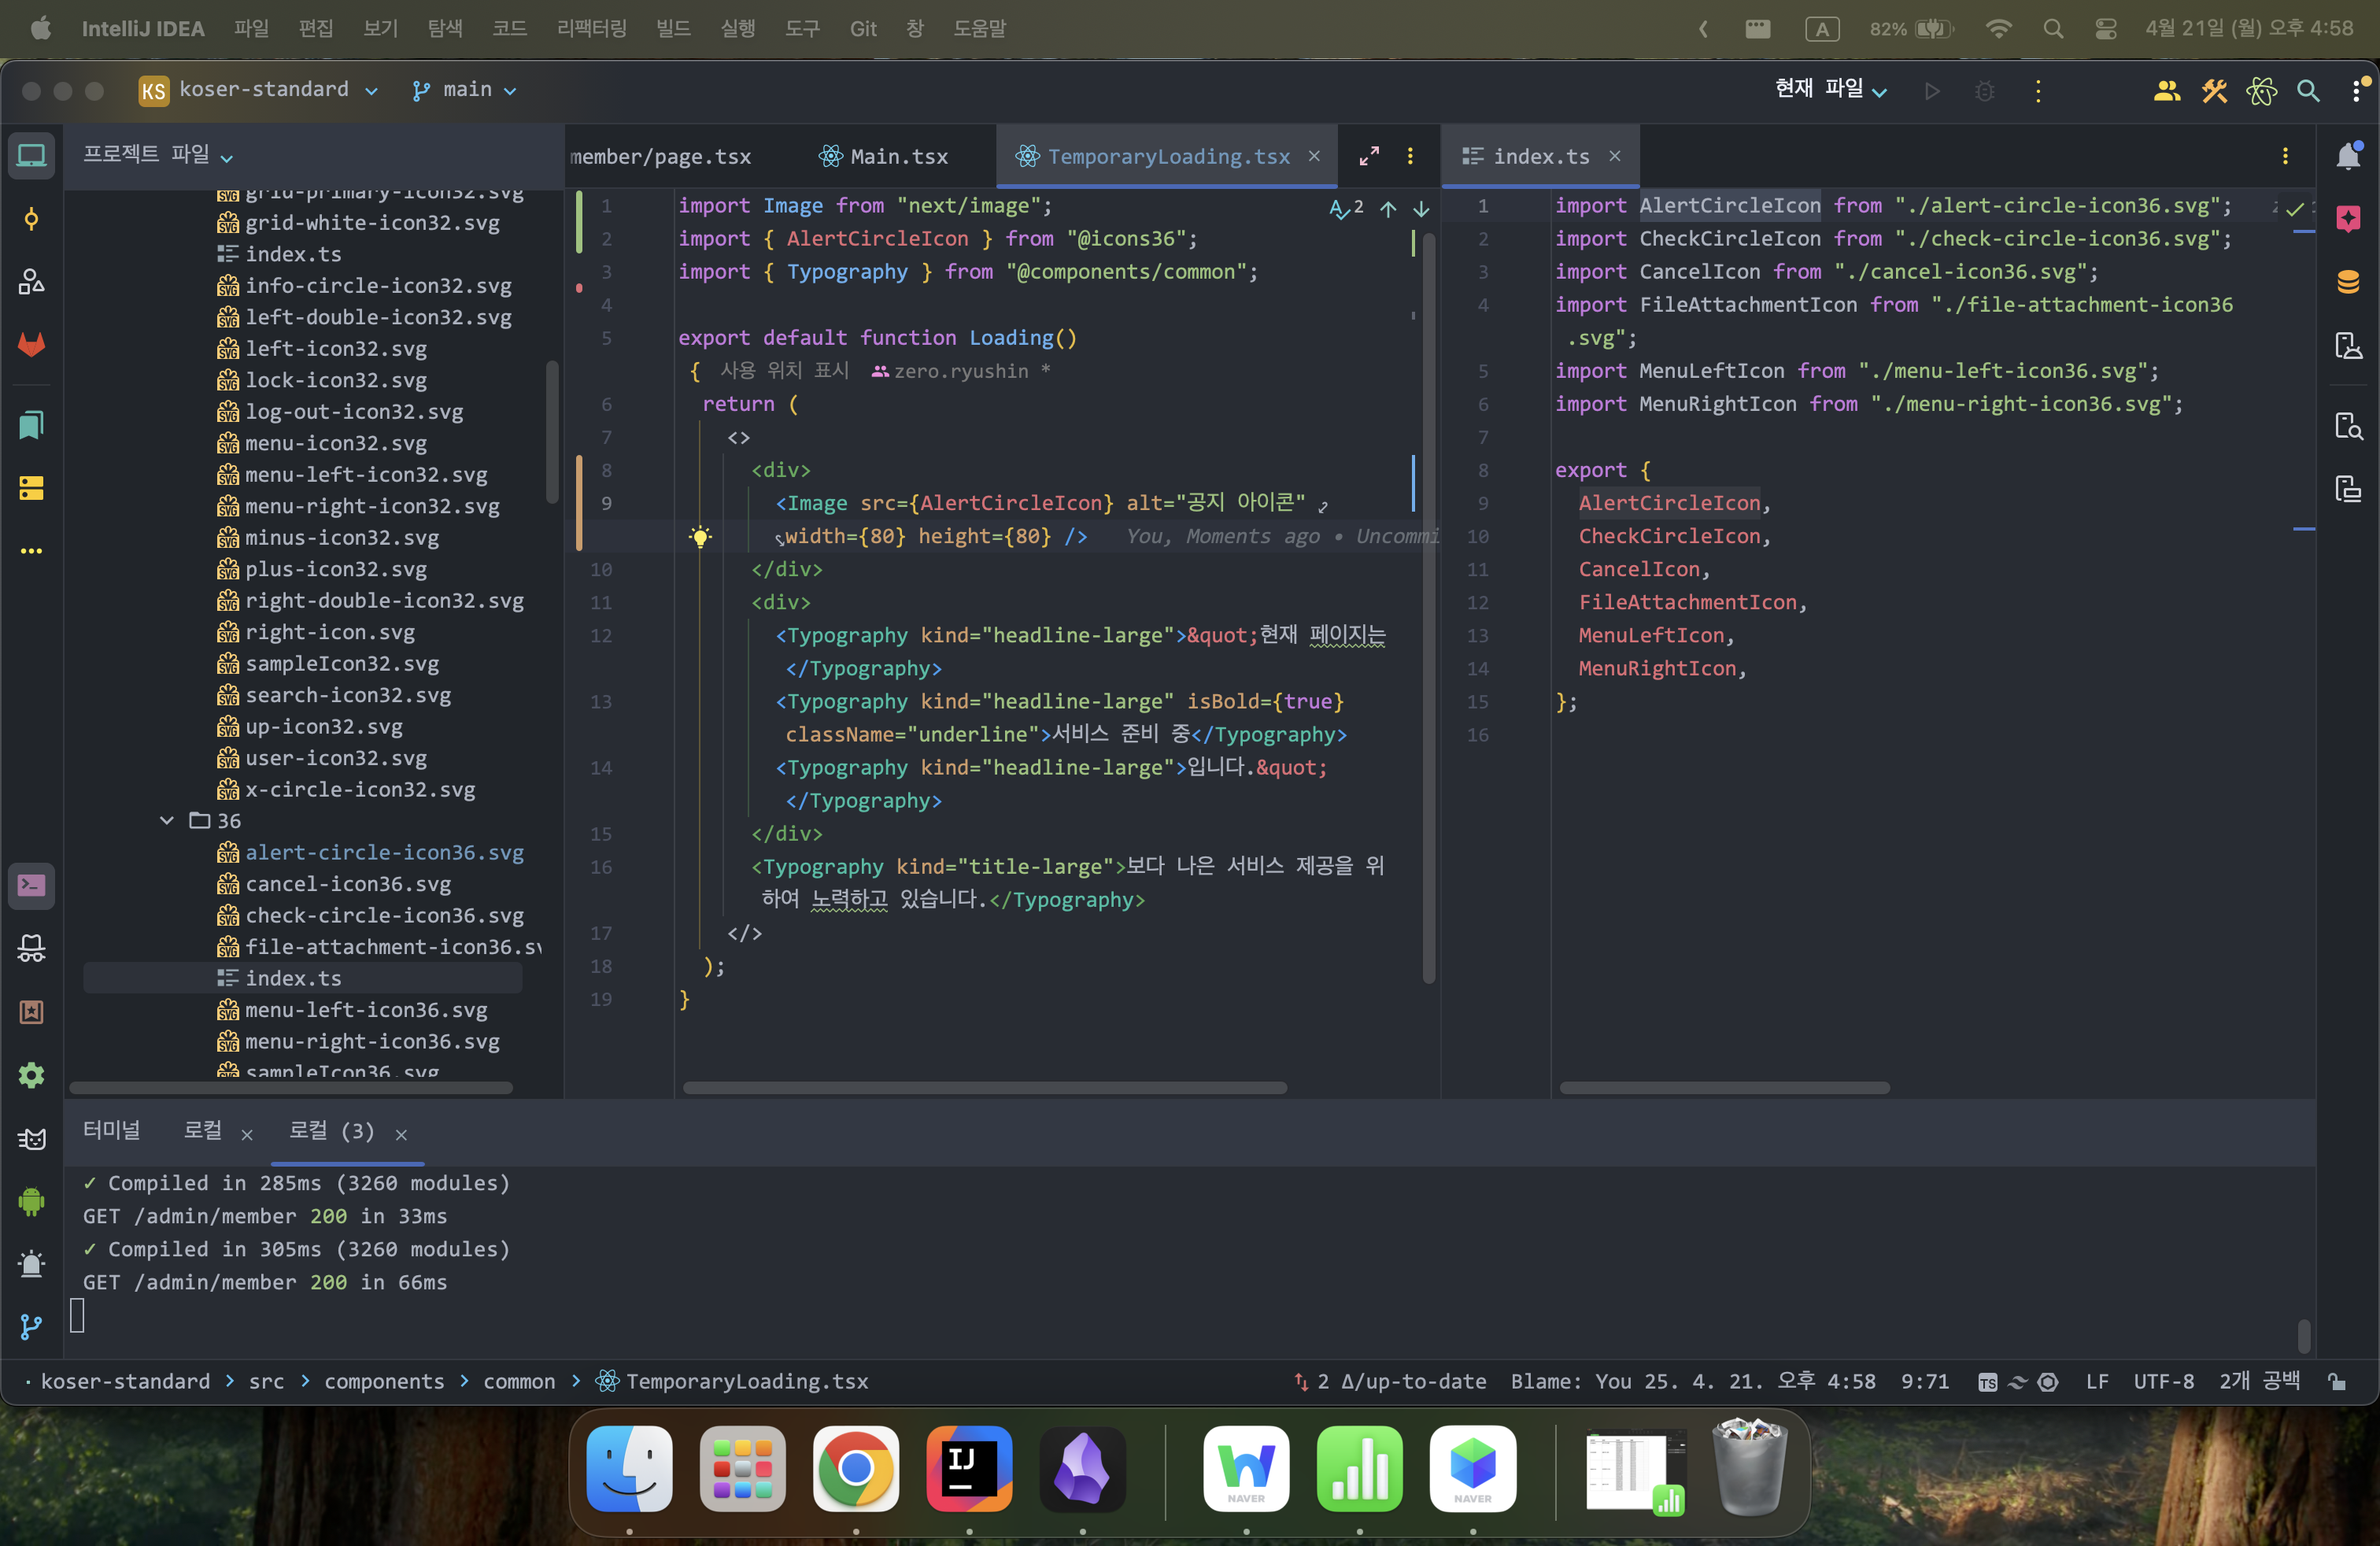 IntelliJ IDEA 파일 편집 보기 탐색 코드 리팩터링 빌드 실행 도구 Git 창 도움말
A 82% 4월 21일 (월) 오후 4:58
KS koser-standard main 현재 파일
프로젝트 파일
grid-primary-icon32.svg
grid-white-icon32.svg
index.ts
info-circle-icon32.svg
left-double-icon32.svg
left-icon32.svg
lock-icon32.svg
log-out-icon32.svg
menu-icon32.svg
menu-left-icon32.svg
menu-right-icon32.svg
minus-icon32.svg
plus-icon32.svg
right-double-icon32.svg
right-icon.svg
sampleIcon32.svg
search-icon32.svg
up-icon32.svg
user-icon32.svg
x-circle-icon32.svg
36
alert-circle-icon36.svg
cancel-icon36.svg
check-circle-icon36.svg
file-attachment-icon36.sv
index.ts
menu-left-icon36.svg
menu-right-icon36.svg
sampleIcon36.svg
member/page.tsx Main.tsx TemporaryLoading.tsx
2
1 import Image from "next/image";
2 import { AlertCircleIcon } from "@icons36";
3 import { Typography } from "@components/common";
4
5 export default function Loading()
{ 사용 위치 표시 zero.ryushin *
6 return (
7 <>
8 <div>
9 <Image src={AlertCircleIcon} alt="공지 아이콘"
width={80} height={80} /> You, Moments ago • Uncommi
10 </div>
11 <div>
12 <Typography kind="headline-large">&quot;현재 페이지는
</Typography>
13 <Typography kind="headline-large" isBold={true}
className="underline">서비스 준비 중</Typography>
14 <Typography kind="headline-large">입니다.&quot;
</Typography>
15 </div>
16 <Typography kind="title-large">보다 나은 서비스 제공을 위
하여 노력하고 있습니다.</Typography>
17 </>
18 );
19 }
index.ts
1 import AlertCircleIcon from "./alert-circle-icon36.svg";
2 import CheckCircleIcon from "./check-circle-icon36.svg";
3 import CancelIcon from "./cancel-icon36.svg";
4 import FileAttachmentIcon from "./file-attachment-icon36
.svg";
5 import MenuLeftIcon from "./menu-left-icon36.svg";
6 import MenuRightIcon from "./menu-right-icon36.svg";
7
8 export {
9 AlertCircleIcon,
10 CheckCircleIcon,
11 CancelIcon,
12 FileAttachmentIcon,
13 MenuLeftIcon,
14 MenuRightIcon,
15 };
16
터미널 로컬 로컬 (3)
✓ Compiled in 285ms (3260 modules)
GET /admin/member 200 in 33ms
✓ Compiled in 305ms (3260 modules)
GET /admin/member 200 in 66ms
koser-standard > src > components > common > TemporaryLoading.tsx
2 Δ/up-to-date Blame: You 25. 4. 21. 오후 4:58 9:71 TS LF UTF-8 2개 공백
IJ
NAVER
NAVER